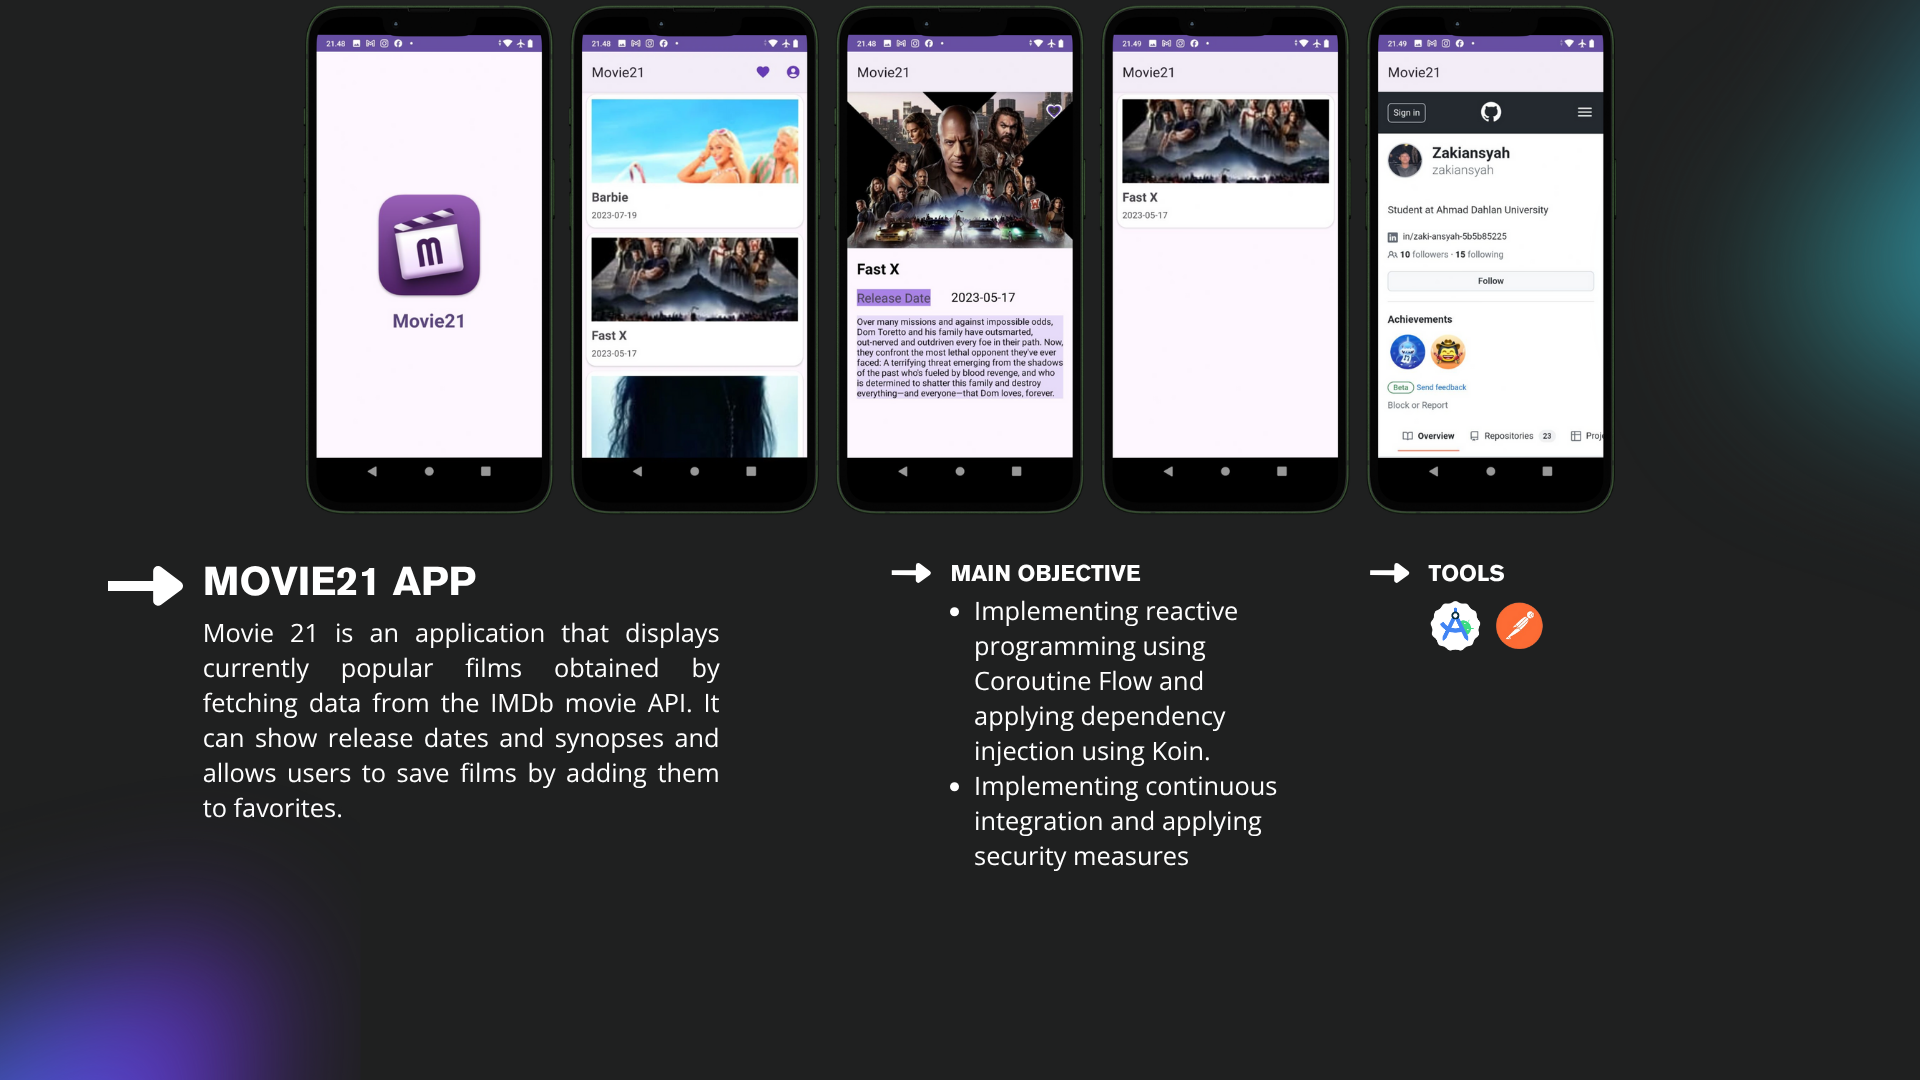 21.48
Movie21
21.48
Movie21
Barbie
2023-07-19
Fast X
2023-05-17
21.48
Movie21
Fast X
Release Date 2023-05-17
Over many missions and against impossible odds,
Dom Toretto and his family have outsmarted,
out-nerved and outdriven every foe in their path. Now,
they confront the most lethal opponent they've ever
faced: A terrifying threat emerging from the shadows
of the past who's fueled by blood revenge, and who
is determined to shatter this family and destroy
everything—and everyone—that Dom loves, forever.
21.49
Movie21
Fast X
2023-05-17
21.49
Movie21
Sign in
Zakiansyah
zakiansyah
Student at Ahmad Dahlan University
in/zaki-ansyah-5b5b85225
10 followers · 15 following
Follow
Achievements
Beta Send feedback
Block or Report
Overview Repositories 23 Proj
MOVIE21 APP
Movie 21 is an application that displays
currently popular films obtained by
fetching data from the IMDb movie API. It
can show release dates and synopses and
allows users to save films by adding them
to favorites.
MAIN OBJECTIVE
• Implementing reactive
programming using
Coroutine Flow and
applying dependency
injection using Koin.
• Implementing continuous
integration and applying
security measures
TOOLS